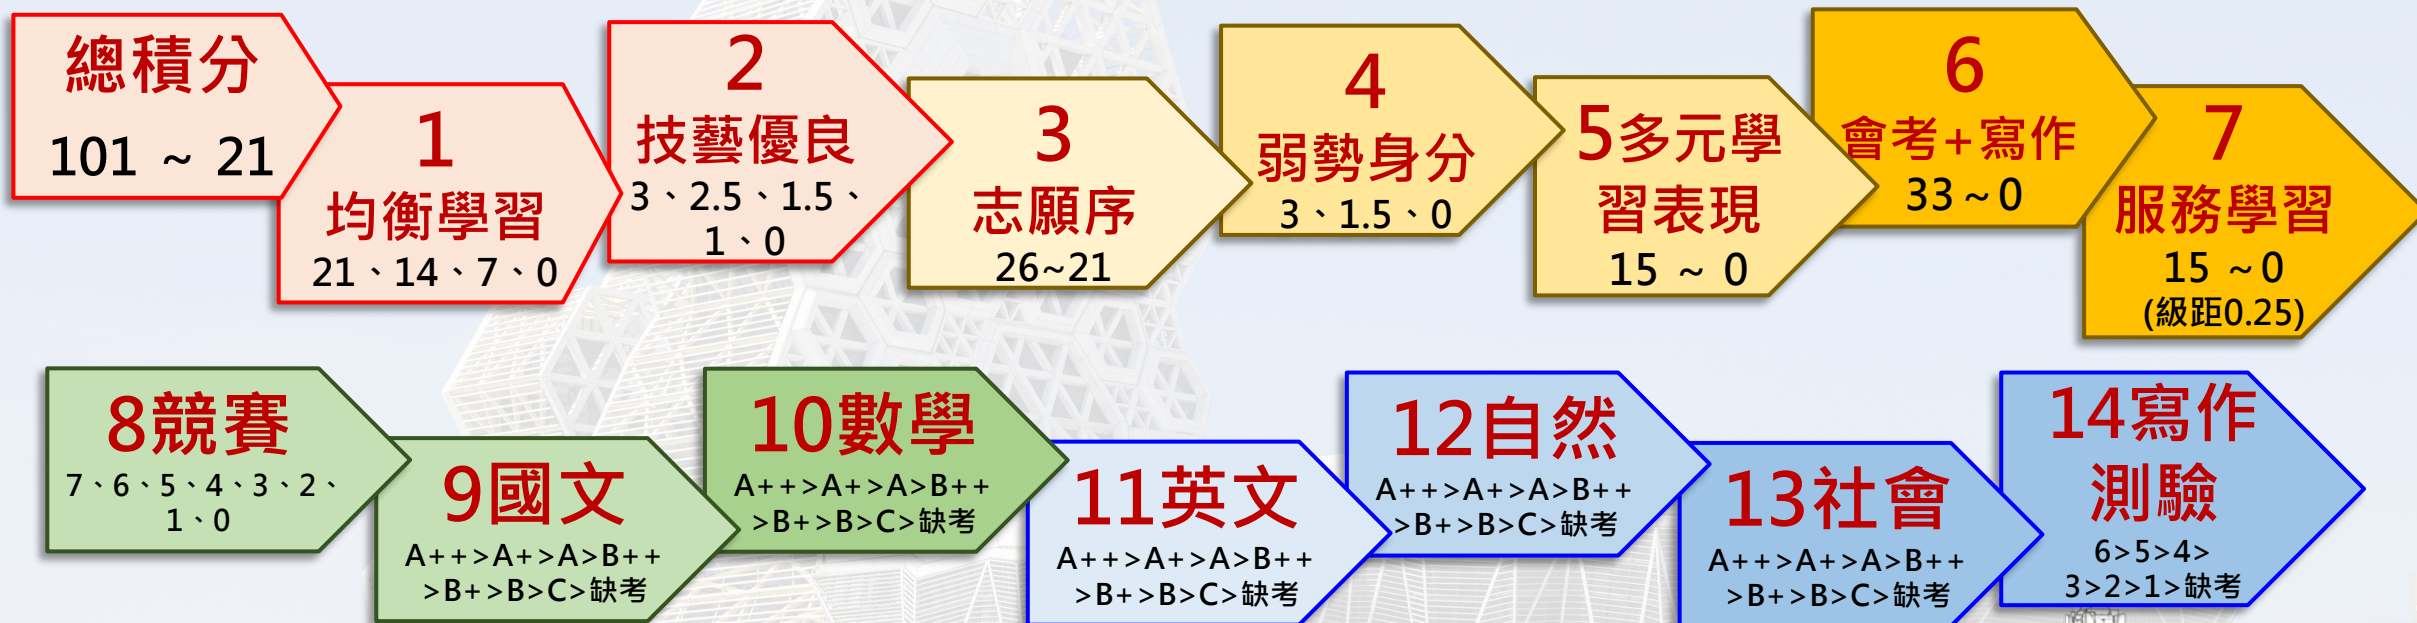 總積分
101 ~ 21
1
均衡學習
21、14、7、0
2
技藝優良
3、2.5、1.5、
1、0
3
志願序
26~21
4
弱勢身分
3、1.5、0
5多元學
習表現
15 ~ 0
6
會考+寫作
33~0
7
服務學習
15 ~0
(級距0.25)
8競賽
7、6、5、4、3、2、
1、0
9國文
A++>A+>A>B++
>B+>B>C>缺考
10數學
A++>A+>A>B++
>B+>B>C>缺考
11英文
A++>A+>A>B++
>B+>B>C>缺考
12自然
A++>A+>A>B++
>B+>B>C>缺考
13社會
A++>A+>A>B++
>B+>B>C>缺考
14寫作
測驗
6>5>4>
3>2>1>缺考